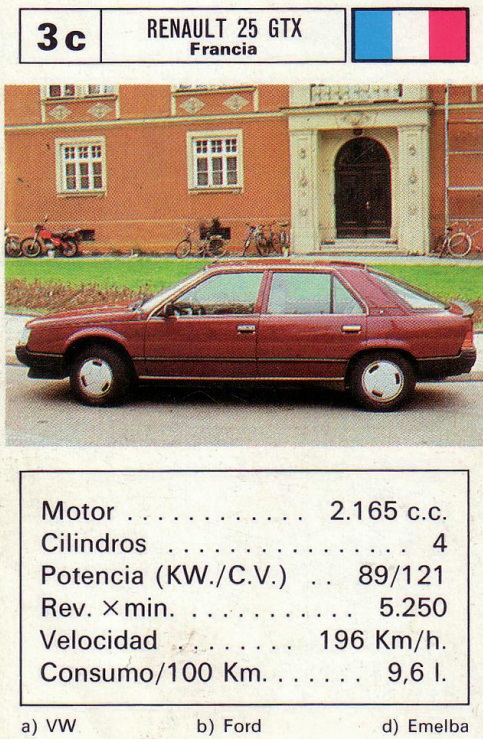 3c
RENAULT 25 GTX
Francia
Motor ............. 2.165 c.c.
Cilindros ................. 4
Potencia (KW./C.V.) .. 89/121
Rev. × min. ............ 5.250
Velocidad ........ 196 Km/h.
Consumo/100 Km. ...... 9,6 l.
a) VW b) Ford d) Emelba